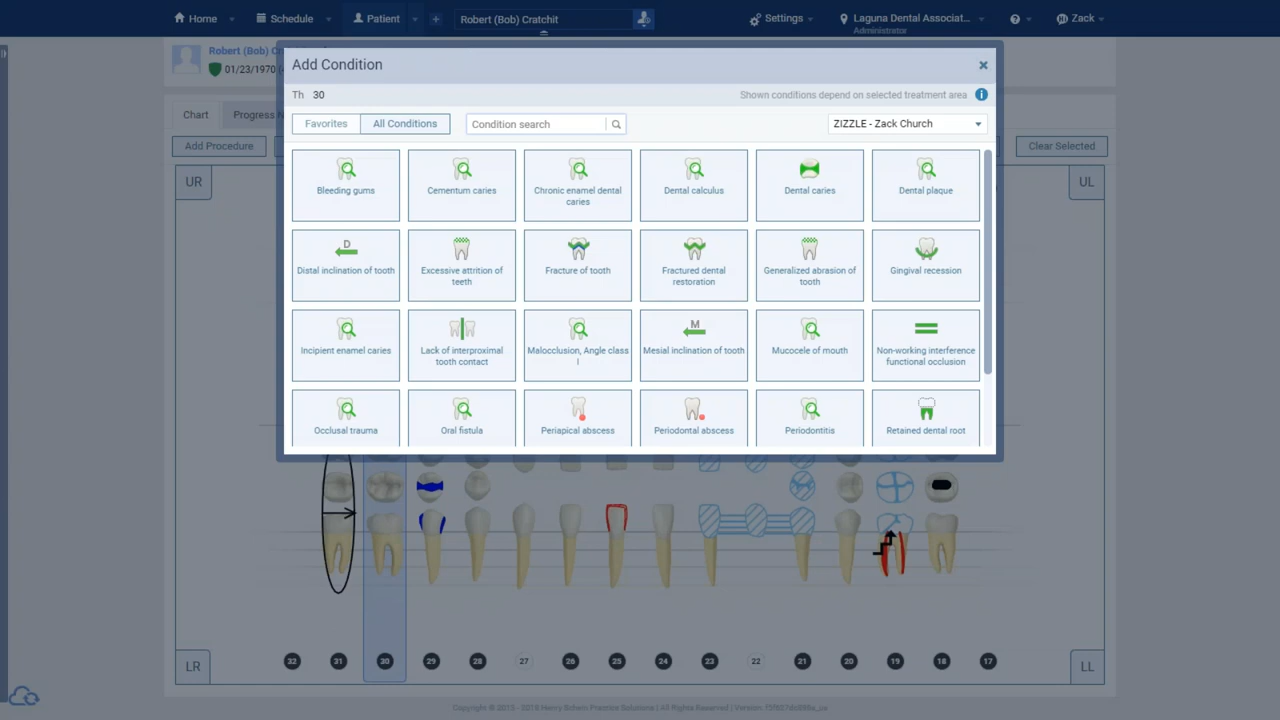 Home
Schedule
Patient
+
Robert (Bob) Cratchit
Settings
Laguna Dental Associat...
Administrator
?
Zack
Robert (Bob)
01/23/1970
Chart
Progress
Add Procedure
Clear Selected
Add Condition
×
Th 30
Shown conditions depend on selected treatment area
i
Favorites
All Conditions
Condition search
ZIZZLE - Zack Church
UR
UL
Bleeding gums
Cementum caries
Chronic enamel dental
caries
Dental calculus
Dental caries
Dental plaque
D
Distal inclination of tooth
Excessive attrition of
teeth
Fracture of tooth
Fractured dental
restoration
Generalized abrasion of
tooth
Gingival recession
Incipient enamel caries
Lack of interproximal
tooth contact
Malocclusion, Angle class
I
M
Mesial inclination of tooth
Mucocele of mouth
Non-working interference
functional occlusion
Occlusal trauma
Oral fistula
Periapical abscess
Periodontal abscess
Periodontitis
Retained dental root
LR
32 31 30 29 28 27 26 25 24 23 22 21 20 19 18 17
LL
Henry Schein Practice Solutions | All Rights Reserved | Version: